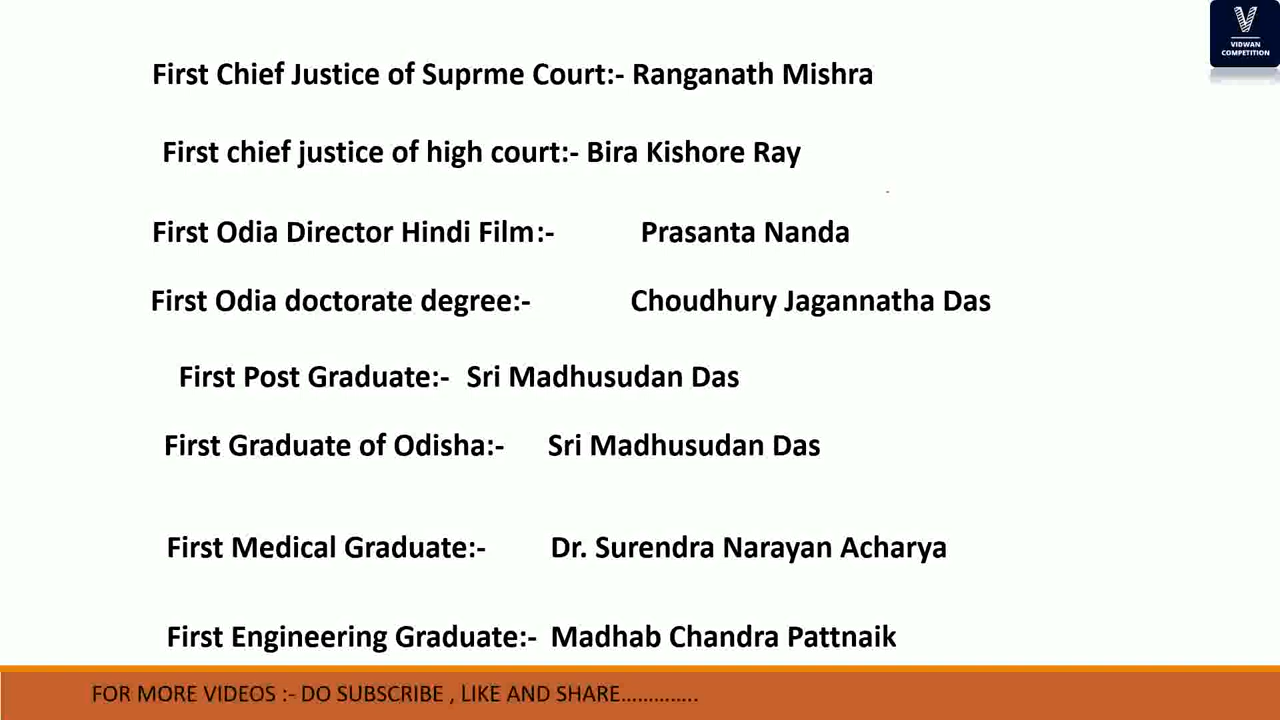 VIDWAN
COMPETITION
First Chief Justice of Suprme Court:- Ranganath Mishra
First chief justice of high court:- Bira Kishore Ray
First Odia Director Hindi Film:- Prasanta Nanda
First Odia doctorate degree:- Choudhury Jagannatha Das
First Post Graduate:- Sri Madhusudan Das
First Graduate of Odisha:- Sri Madhusudan Das
First Medical Graduate:- Dr. Surendra Narayan Acharya
First Engineering Graduate:- Madhab Chandra Pattnaik
FOR MORE VIDEOS :- DO SUBSCRIBE , LIKE AND SHARE.............